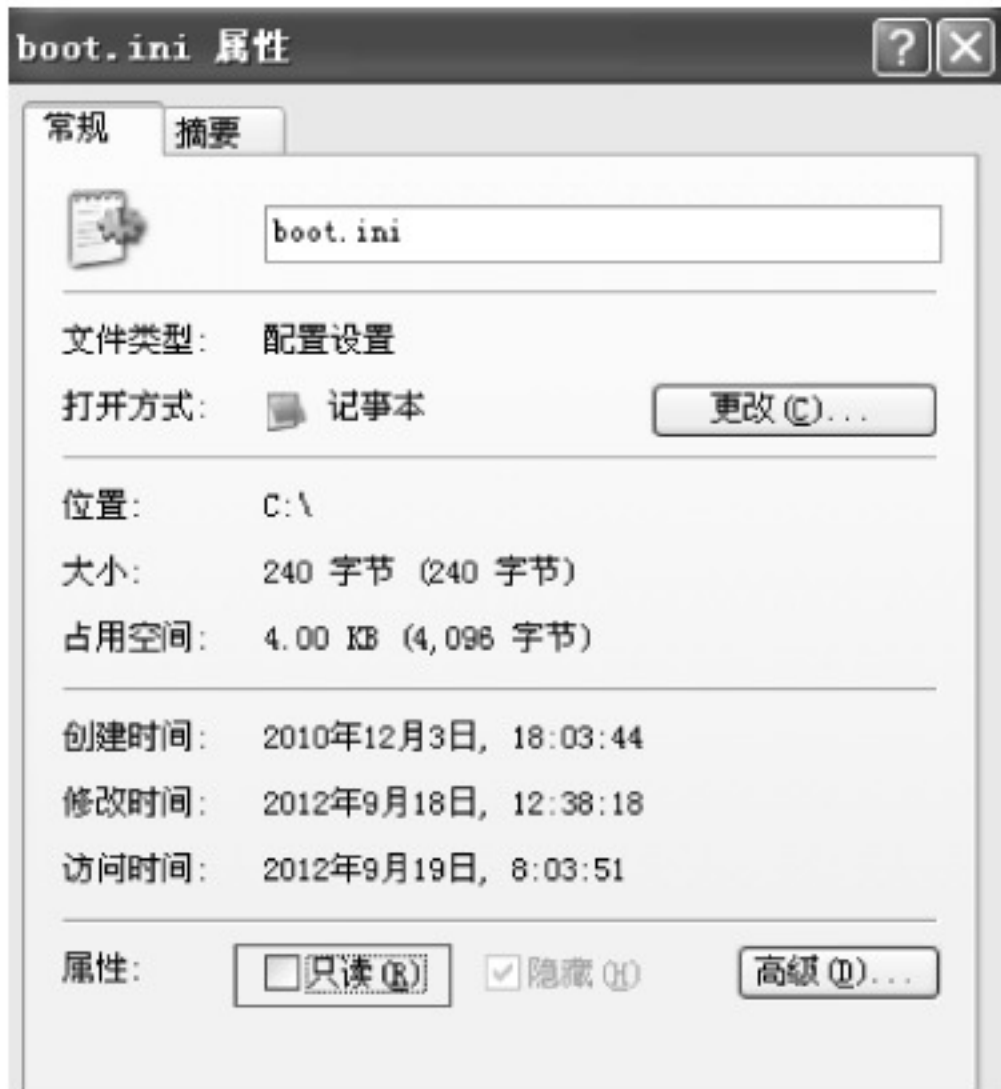 boot.ini 属性
常规 摘要
boot.ini
文件类型: 配置设置
打开方式: 记事本 更改(C)...
位置: C:\
大小: 240 字节 (240 字节)
占用空间: 4.00 KB (4,096 字节)
创建时间: 2010年12月3日, 18:03:44
修改时间: 2012年9月18日, 12:38:18
访问时间: 2012年9月19日, 8:03:51
属性: 只读(R) 隐藏(H) 高级(D)...